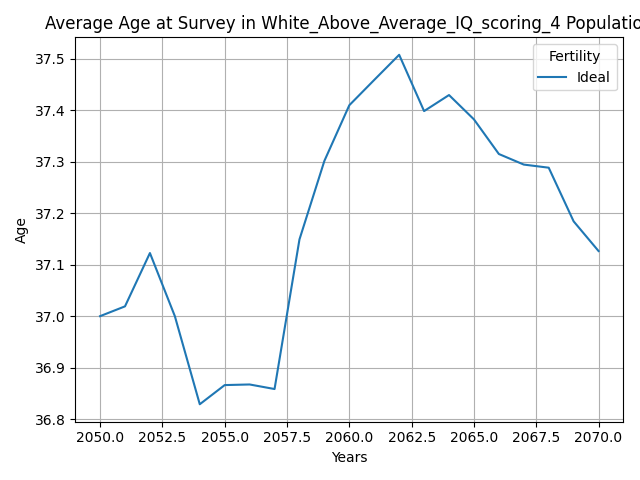 Average Age at Survey in White_Above_Average_IQ_scoring_4 Populatio
Fertility
Ideal
37.5
37.4
37.3
37.2
37.1
37.0
36.9
36.8
Age
2050.0 2052.5 2055.0 2057.5 2060.0 2062.5 2065.0 2067.5 2070.0
Years